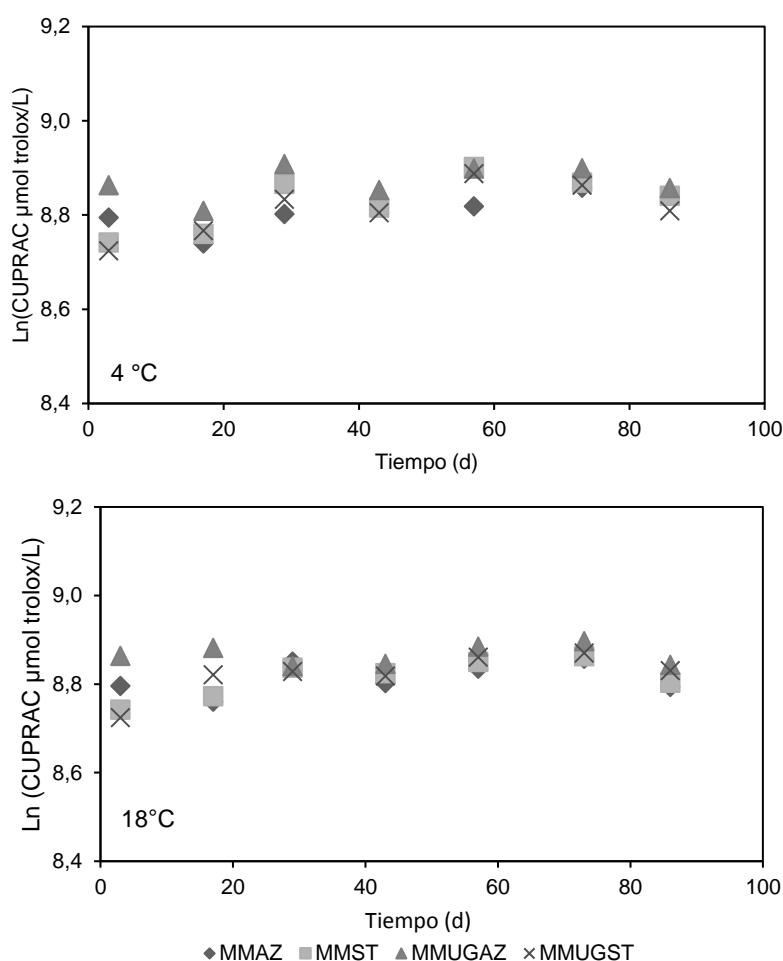 9,2
9,0
8,8
8,6
8,4
Ln(CUPRAC µmol trolox/L)
4 °C
0 20 40 60 80 100
Tiempo (d)
9,2
9,0
8,8
8,6
8,4
Ln (CUPRAC µmol trolox/L)
18°C
0 20 40 60 80 100
Tiempo (d)
MMAZ MMST MMUGAZ MMUGST